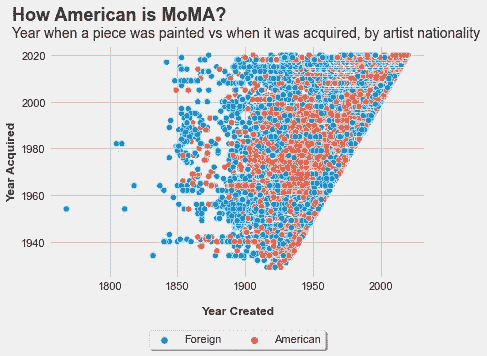 How American is MoMA?
Year when a piece was painted vs when it was acquired, by artist nationality
2020
2000
1980
1960
1940
Year Acquired
1800 1850 1900 1950 2000
Year Created
Foreign American